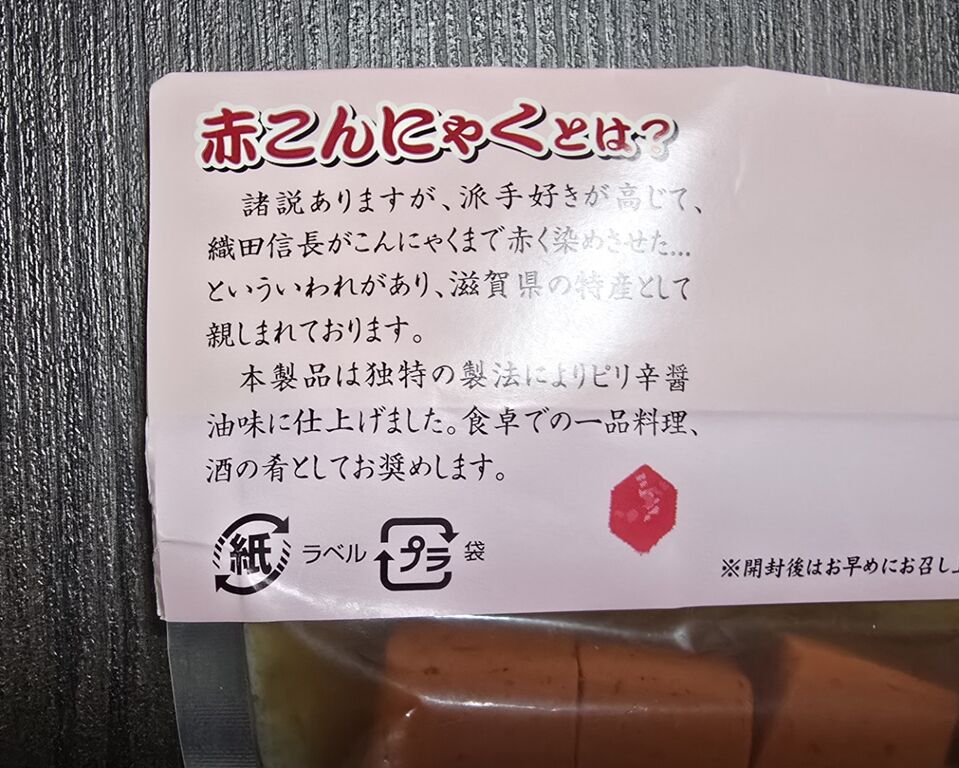 赤こんにゃくとは?
諸説ありますが、派手好きが高じて、
織田信長がこんにゃくまで赤く染めさせた…
といういわれがあり、滋賀県の特産として
親しまれております。
本製品は独特の製法によりピリ辛醤
油味に仕上げました。食卓での一品料理、
酒の肴としてお奨めします。
紙 ラベル プラ 袋
※開封後はお早めにお召し上